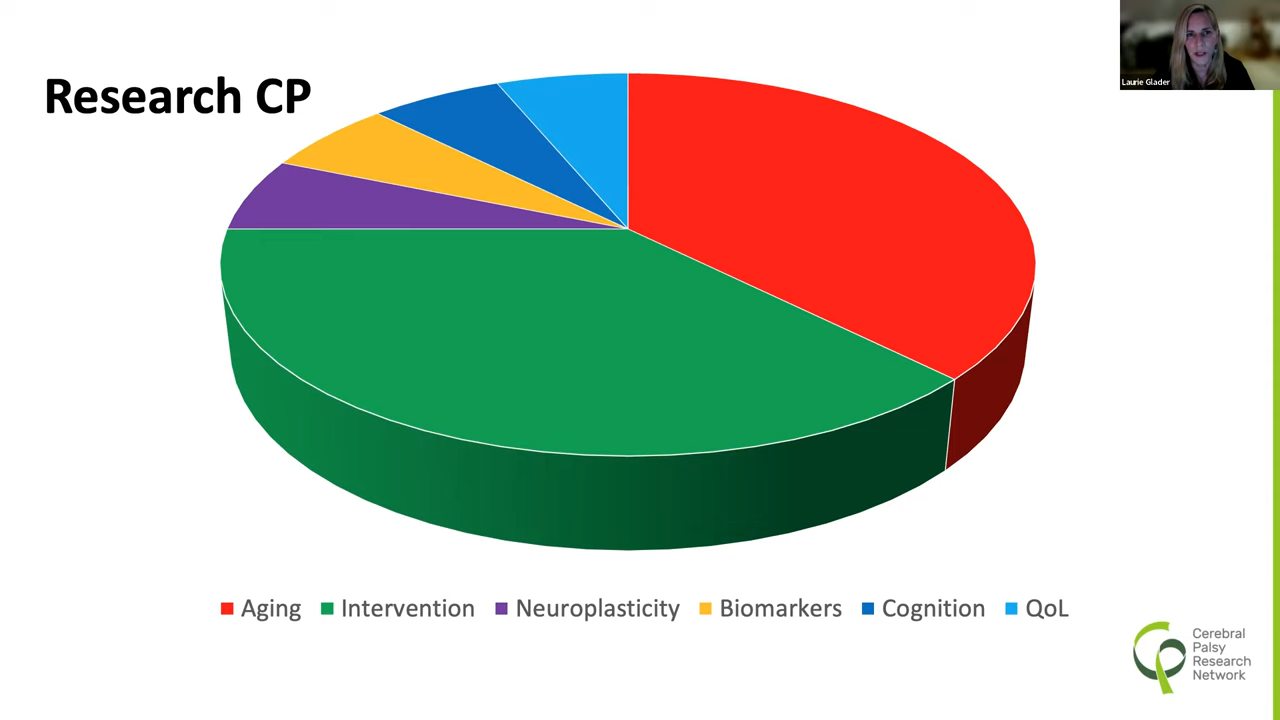 Laurie Glader
Research CP
Aging Intervention Neuroplasticity Biomarkers Cognition QoL
Cerebral
Palsy
Research
Network